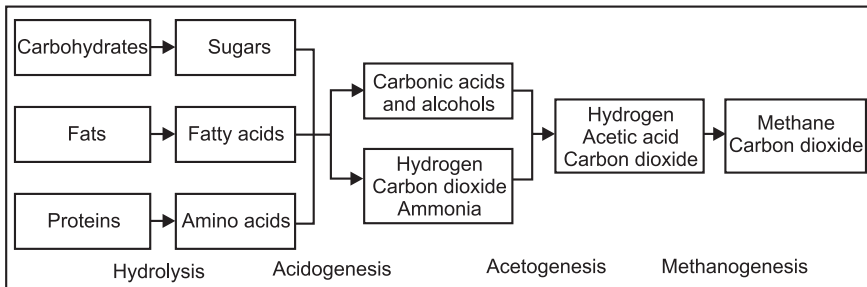 Carbohydrates
Sugars
Fats
Fatty acids
Proteins
Amino acids
Carbonic acids
and alcohols
Hydrogen
Carbon dioxide
Ammonia
Hydrogen
Acetic acid
Carbon dioxide
Methane
Carbon dioxide
Hydrolysis
Acidogenesis
Acetogenesis
Methanogenesis